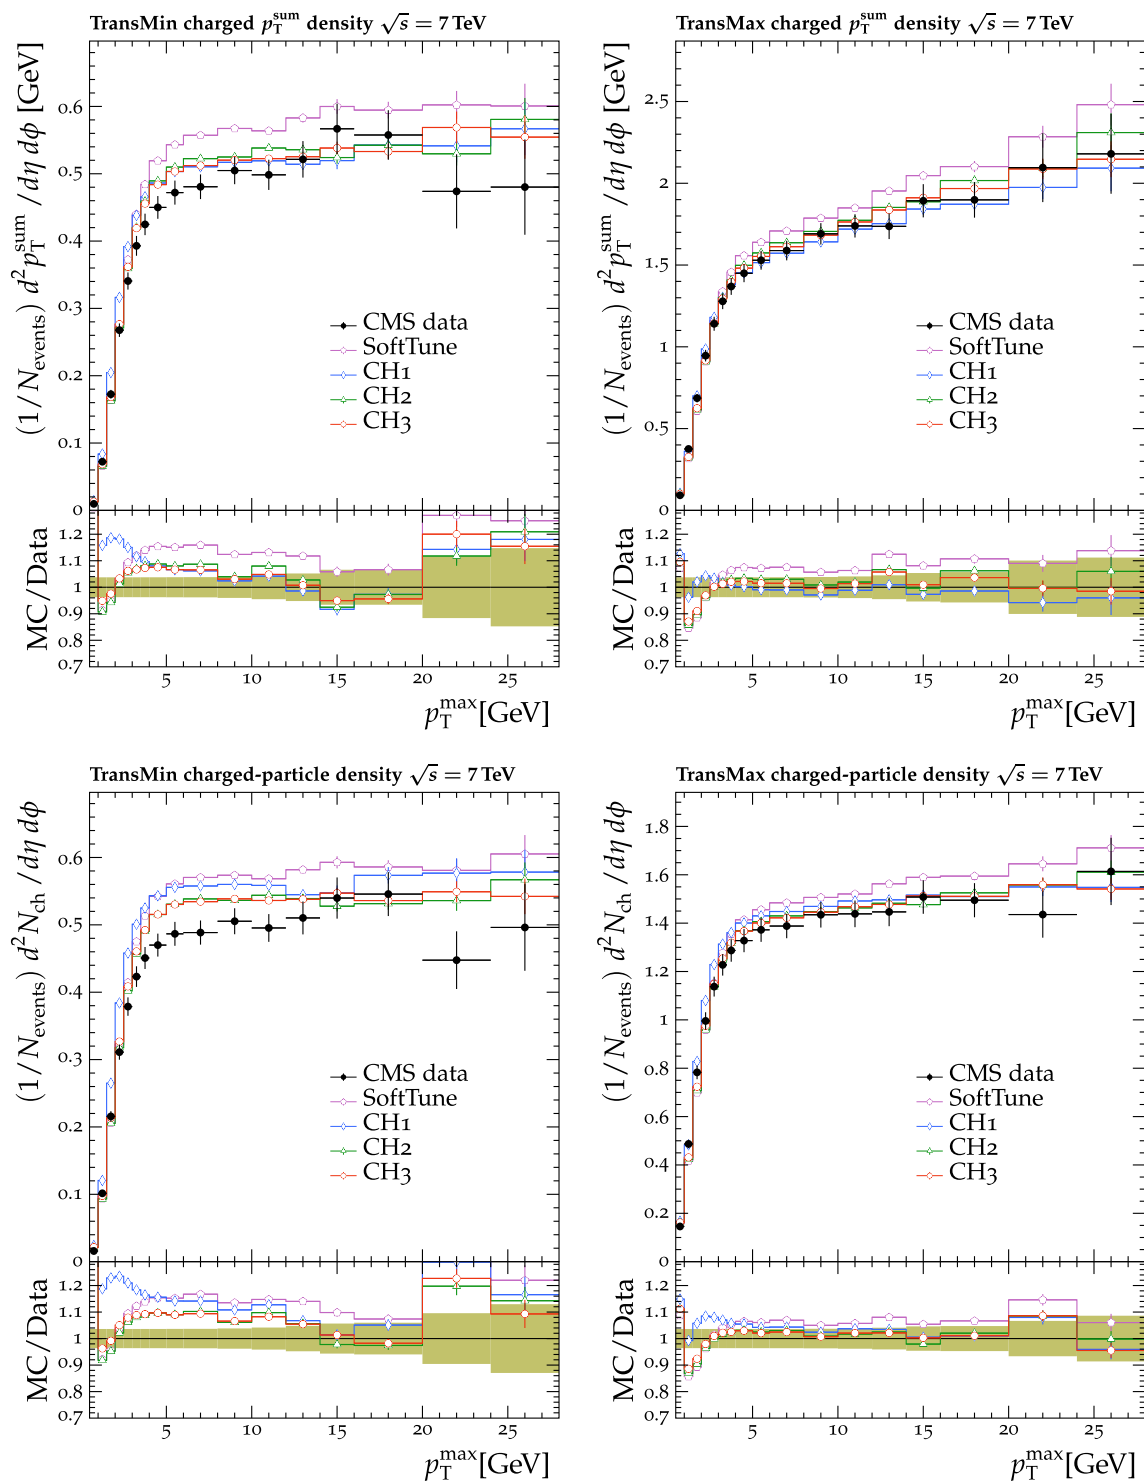 TransMin charged p_T^sum density √s = 7 TeV
(1/N_events) d²p_T^sum / dη dϕ [GeV]
0.6
0.5
0.4
0.3
0.2
0.1
0
CMS data
SoftTune
CH1
CH2
CH3
MC/Data
1.2
1.1
1
0.9
0.8
0.7
5 10 15 20 25
p_T^max [GeV]
TransMax charged p_T^sum density √s = 7 TeV
(1/N_events) d²p_T^sum / dη dϕ [GeV]
2.5
2
1.5
1
0.5
0
CMS data
SoftTune
CH1
CH2
CH3
MC/Data
1.2
1.1
1
0.9
0.8
0.7
5 10 15 20 25
p_T^max [GeV]
TransMin charged-particle density √s = 7 TeV
(1/N_events) d²N_ch / dη dϕ
0.6
0.5
0.4
0.3
0.2
0.1
0
CMS data
SoftTune
CH1
CH2
CH3
MC/Data
1.2
1.1
1
0.9
0.8
0.7
5 10 15 20 25
p_T^max [GeV]
TransMax charged-particle density √s = 7 TeV
(1/N_events) d²N_ch / dη dϕ
1.8
1.6
1.4
1.2
1
0.8
0.6
0.4
0.2
0
CMS data
SoftTune
CH1
CH2
CH3
MC/Data
1.2
1.1
1
0.9
0.8
0.7
5 10 15 20 25
p_T^max [GeV]